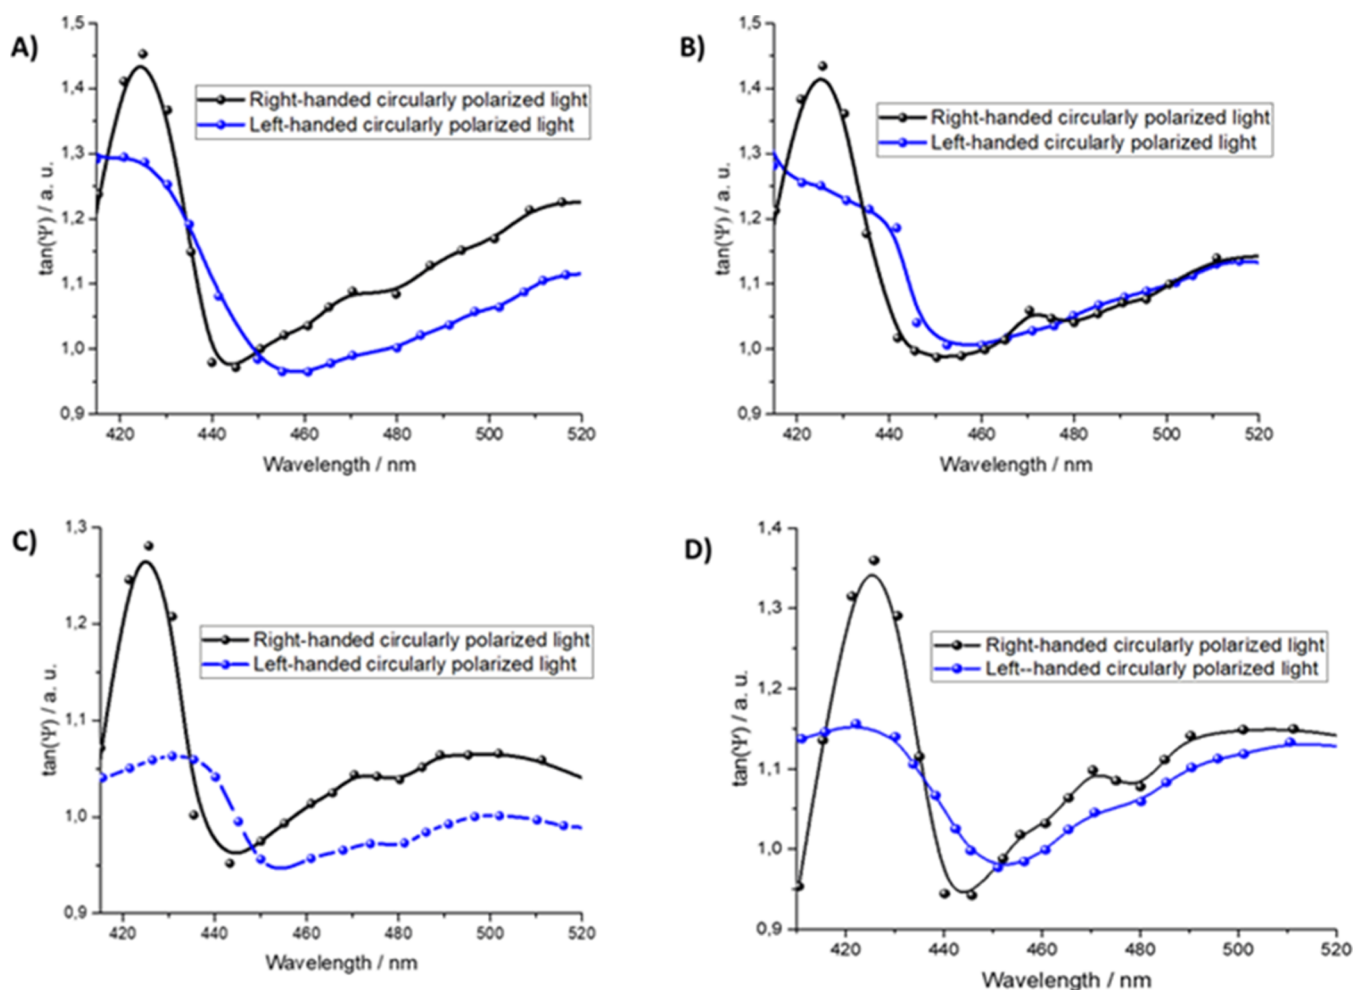 A)
1,5
1,4
1,3
1,2
1,1
1,0
0,9
tan(Ψ) / a. u.
Right-handed circularly polarized light
Left-handed circularly polarized light
420 440 460 480 500 520
Wavelength / nm
B)
1,5
1,4
1,3
1,2
1,1
1,0
0,9
tan(Ψ) / a. u.
Right-handed circularly polarized light
Left-handed circularly polarized light
420 440 460 480 500 520
Wavelength / nm
C)
1,3
1,2
1,1
1,0
0,9
tan(Ψ) / a. u.
Right-handed circularly polarized light
Left-handed circularly polarized light
420 440 460 480 500 520
Wavelength / nm
D)
1,4
1,3
1,2
1,1
1,0
0,9
tan(Ψ) / a. u.
Right-handed circularly polarized light
Left--handed circularly polarized light
420 440 460 480 500 520
Wavelength / nm